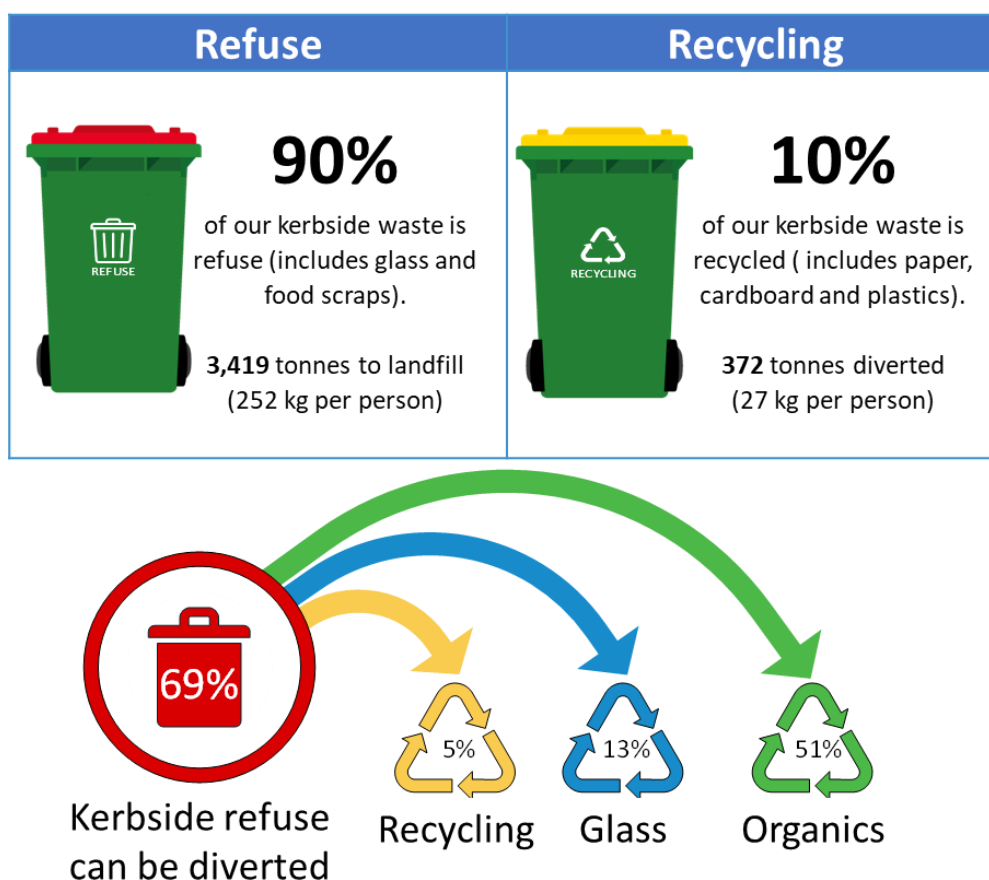 Refuse
Recycling
90%
of our kerbside waste is
refuse (includes glass and
food scraps).
3,419 tonnes to landfill
(252 kg per person)
REFUSE
10%
of our kerbside waste is
recycled ( includes paper,
cardboard and plastics).
372 tonnes diverted
(27 kg per person)
RECYCLING
69%
Kerbside refuse
can be diverted
5%
Recycling
13%
Glass
51%
Organics